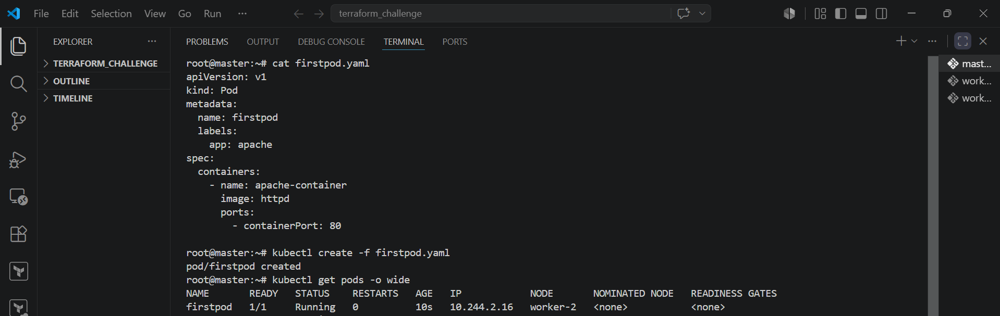 File Edit Selection View Go Run ··· terraform_challenge
EXPLORER ··· PROBLEMS OUTPUT DEBUG CONSOLE TERMINAL PORTS ···
TERRAFORM_CHALLENGE
OUTLINE
TIMELINE
root@master:~# cat firstpod.yaml
apiVersion: v1
kind: Pod
metadata:
  name: firstpod
  labels:
    app: apache
spec:
  containers:
    - name: apache-container
      image: httpd
      ports:
        - containerPort: 80
root@master:~# kubectl create -f firstpod.yaml
pod/firstpod created
root@master:~# kubectl get pods -o wide
NAME READY STATUS RESTARTS AGE IP NODE NOMINATED NODE READINESS GATES
firstpod 1/1 Running 0 10s 10.244.2.16 worker-2 <none> <none>
mast...
work...
work...